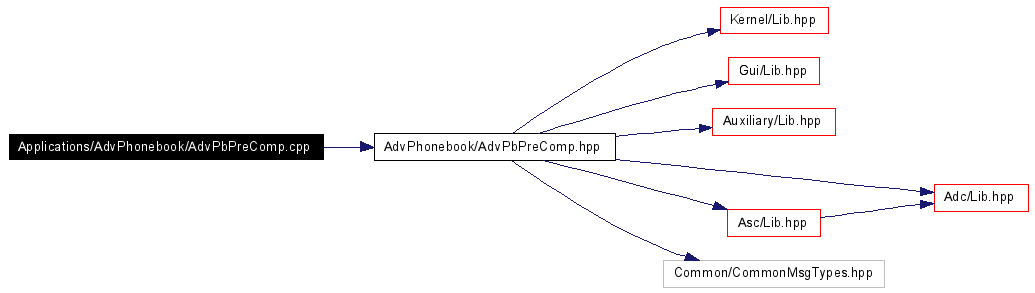 Kernel/Lib.hpp
Gui/Lib.hpp
Auxiliary/Lib.hpp
Applications/AdvPhonebook/AdvPbPreComp.cpp
AdvPhonebook/AdvPbPreComp.hpp
Adc/Lib.hpp
Asc/Lib.hpp
Common/CommonMsgTypes.hpp